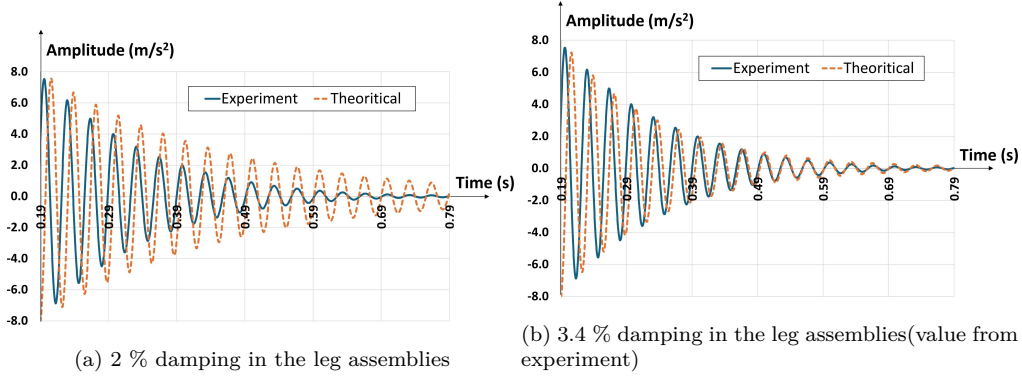 Amplitude (m/s²)
8.0
6.0
4.0
2.0
0.0
-2.0
-4.0
-6.0
-8.0
Experiment
Theoritical
Time (s)
0.19
0.29
0.39
0.49
0.59
0.69
0.79
(a) 2 % damping in the leg assemblies
Amplitude (m/s²)
8.0
6.0
4.0
2.0
0.0
-2.0
-4.0
-6.0
-8.0
Experiment
Theoritical
Time (s)
0.19
0.29
0.39
0.49
0.59
0.69
0.79
(b) 3.4 % damping in the leg assemblies(value from
experiment)